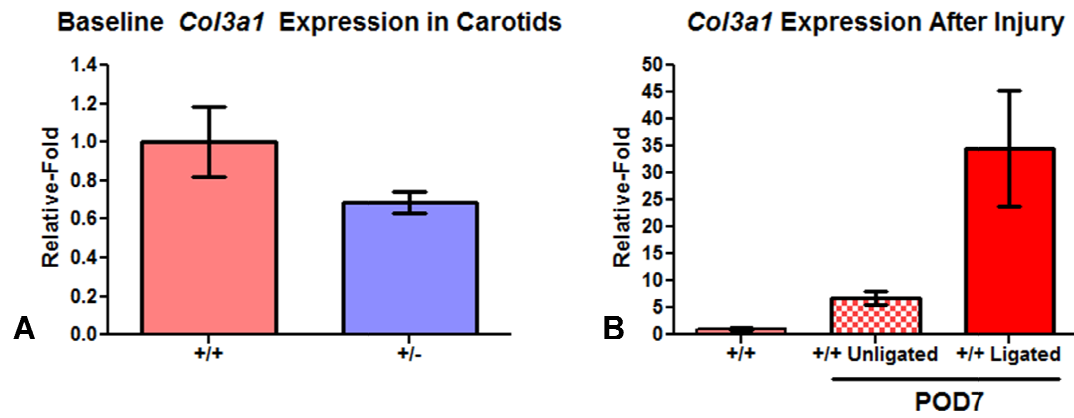 Baseline Col3a1 Expression in Carotids
Relative-Fold
1.4
1.2
1.0
0.8
0.6
0.4
0.2
0.0
+/+
+/-
A
Col3a1 Expression After Injury
Relative-Fold
50
45
40
35
30
25
20
15
10
5
0
+/+
+/+ Unligated
+/+ Ligated
POD7
B